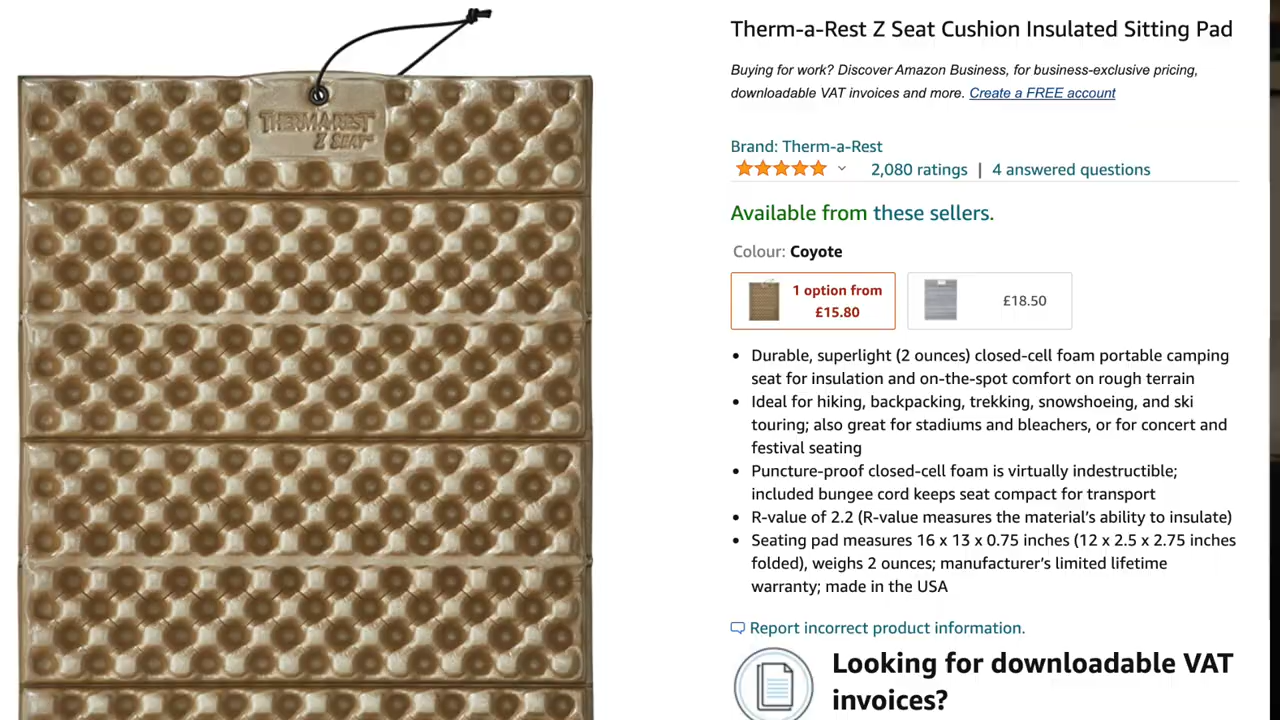 THERM-A-REST
Z SEAT
Therm-a-Rest Z Seat Cushion Insulated Sitting Pad
Buying for work? Discover Amazon Business, for business-exclusive pricing,
downloadable VAT invoices and more. Create a FREE account
Brand: Therm-a-Rest
2,080 ratings | 4 answered questions
Available from these sellers.
Colour: Coyote
1 option from
£15.80
£18.50
• Durable, superlight (2 ounces) closed-cell foam portable camping
seat for insulation and on-the-spot comfort on rough terrain
• Ideal for hiking, backpacking, trekking, snowshoeing, and ski
touring; also great for stadiums and bleachers, or for concert and
festival seating
• Puncture-proof closed-cell foam is virtually indestructible;
included bungee cord keeps seat compact for transport
• R-value of 2.2 (R-value measures the material's ability to insulate)
• Seating pad measures 16 x 13 x 0.75 inches (12 x 2.5 x 2.75 inches
folded), weighs 2 ounces; manufacturer's limited lifetime
warranty; made in the USA
Report incorrect product information.
Looking for downloadable VAT
invoices?